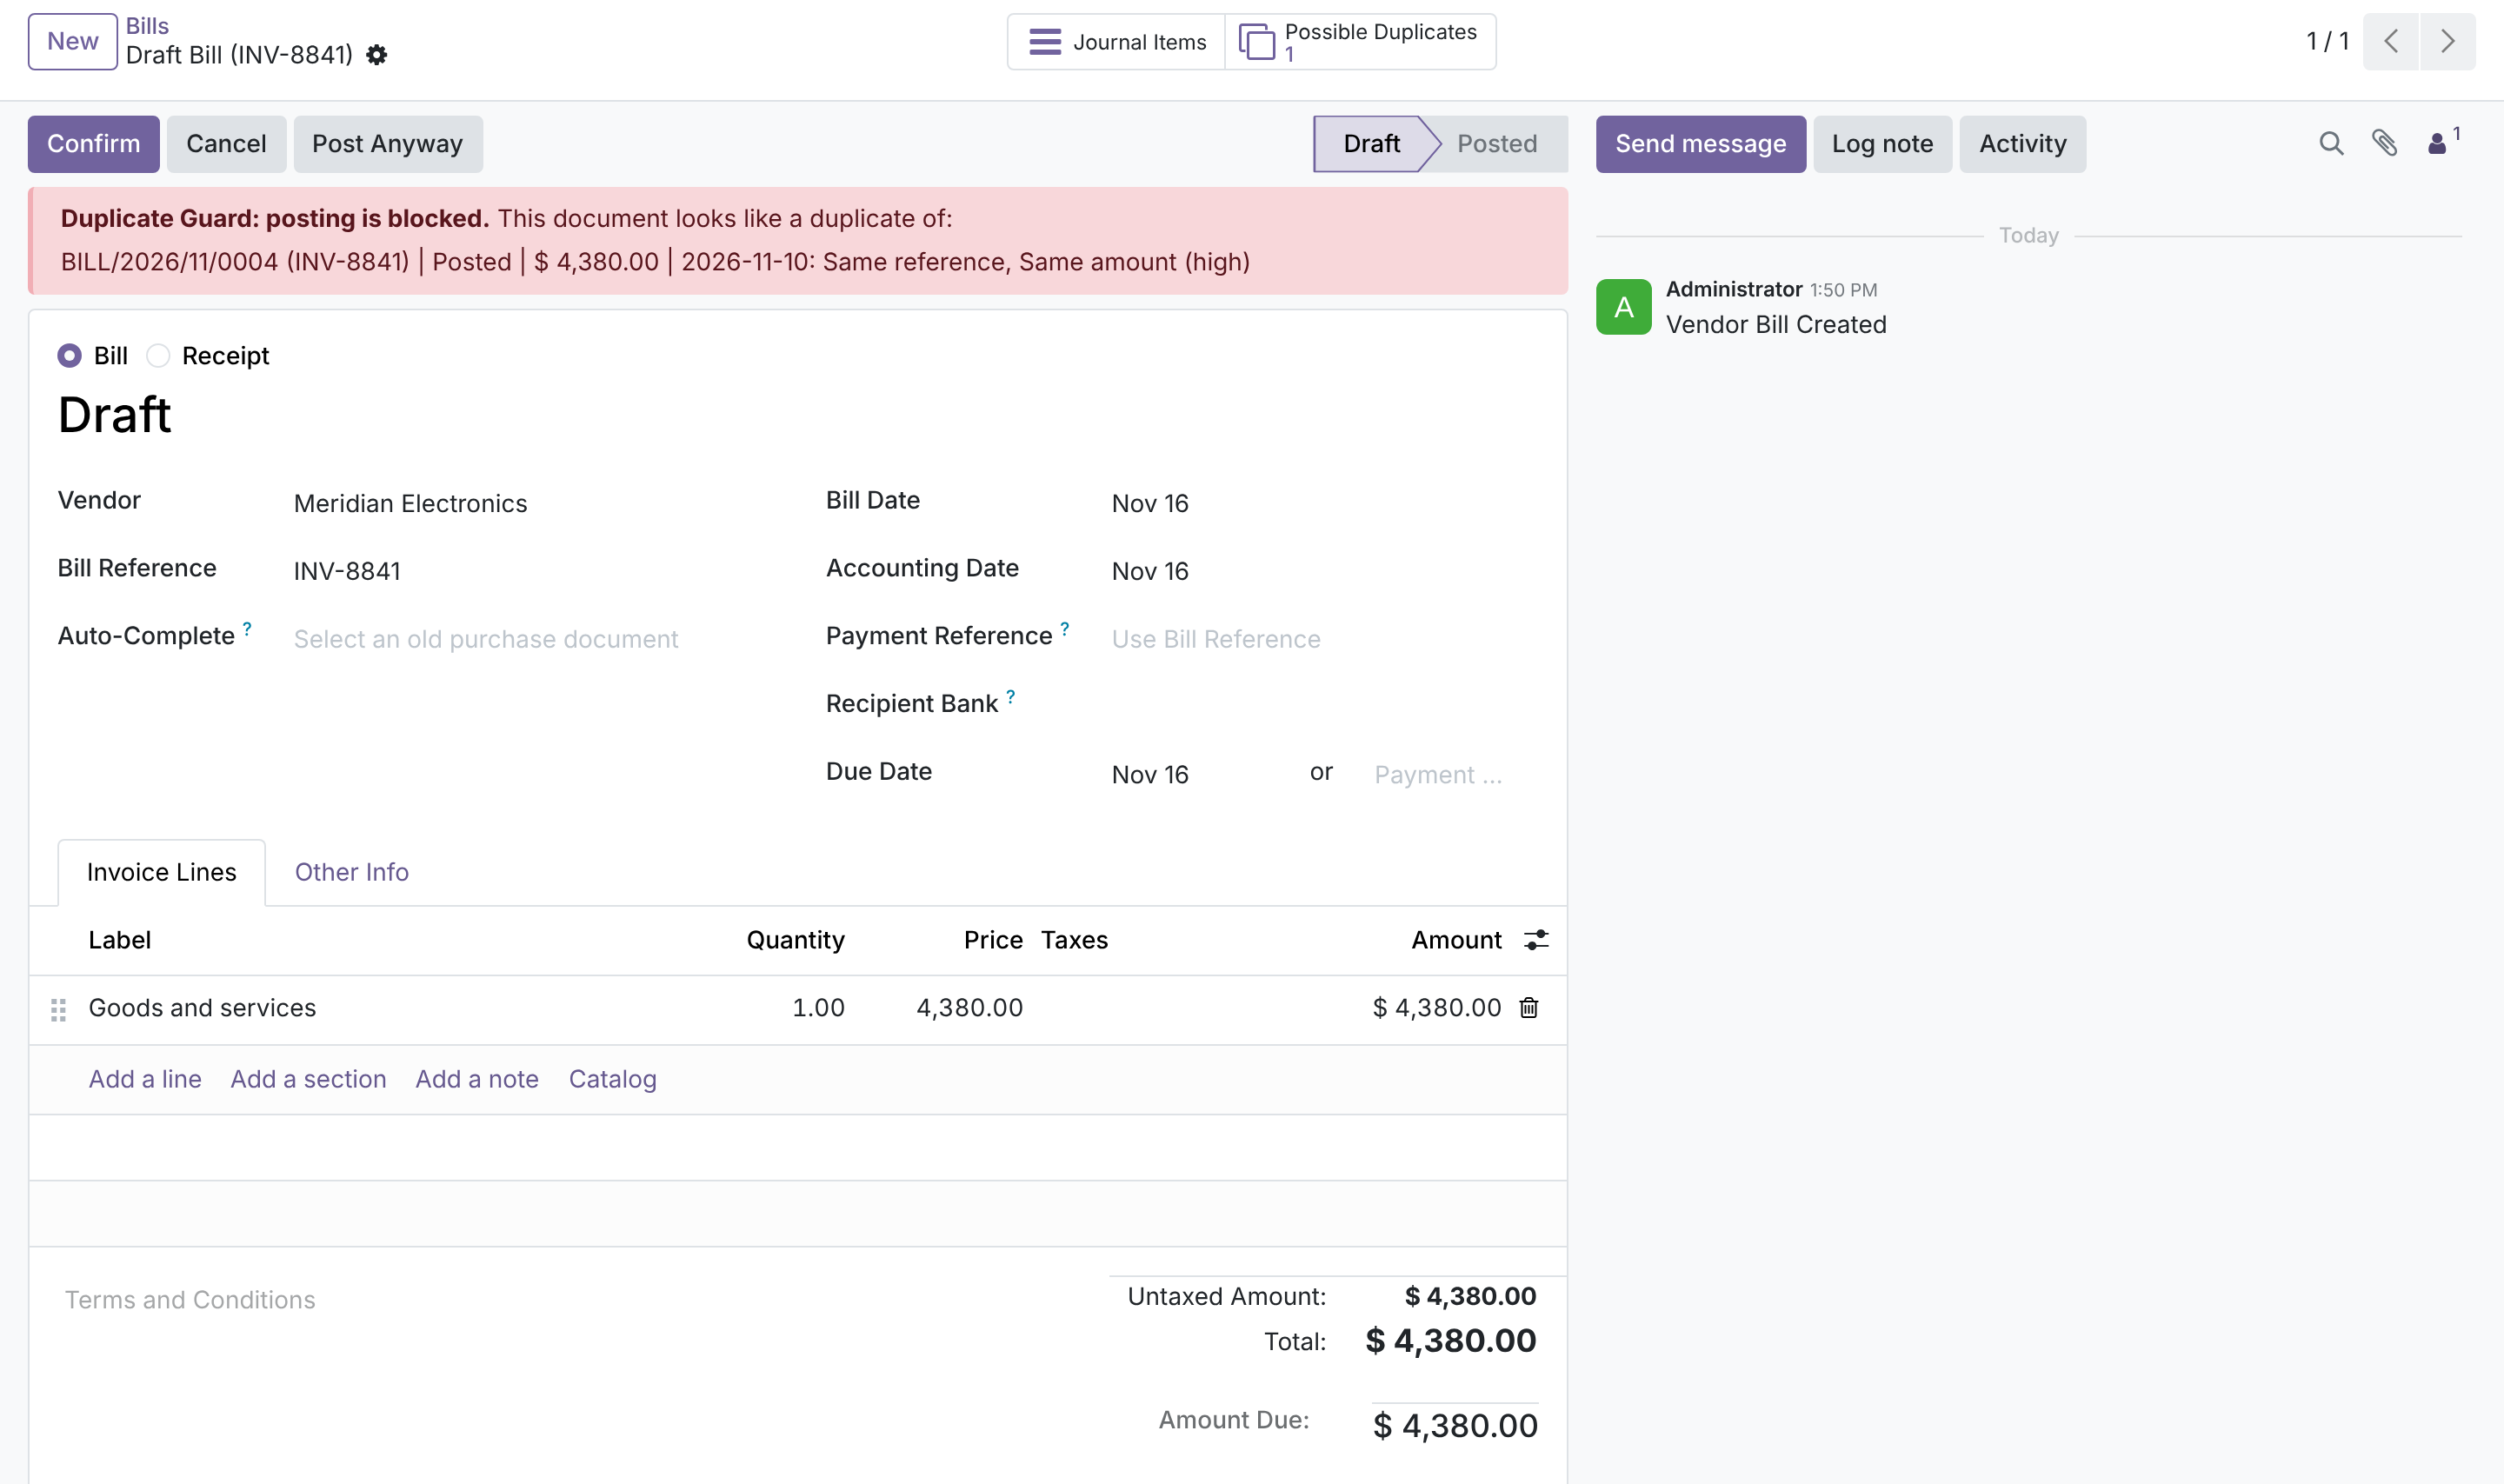 New
Bills
Draft Bill (INV-8841)
Journal Items
Possible Duplicates
1
1 / 1
Confirm
Cancel
Post Anyway
Draft
Posted
Send message
Log note
Activity
1
Duplicate Guard: posting is blocked. This document looks like a duplicate of:
BILL/2026/11/0004 (INV-8841) | Posted | $ 4,380.00 | 2026-11-10: Same reference, Same amount (high)
Today
A
Administrator 1:50 PM
Vendor Bill Created
Bill
Receipt
Draft
Vendor
Meridian Electronics
Bill Date
Nov 16
Bill Reference
INV-8841
Accounting Date
Nov 16
Auto-Complete ?
Select an old purchase document
Payment Reference ?
Use Bill Reference
Recipient Bank ?
Due Date
Nov 16
or
Payment ...
Invoice Lines
Other Info
Label
Quantity
Price
Taxes
Amount
Goods and services
1.00
4,380.00
$ 4,380.00
Add a line
Add a section
Add a note
Catalog
Terms and Conditions
Untaxed Amount:
$ 4,380.00
Total:
$ 4,380.00
Amount Due:
$ 4,380.00